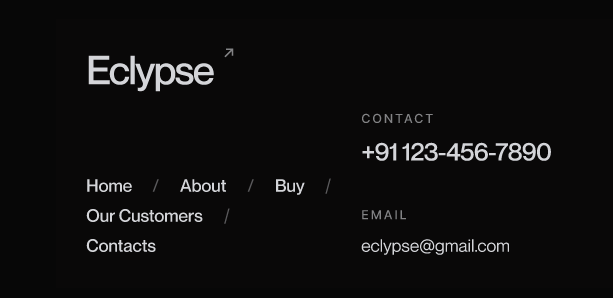 Eclypse ↗
CONTACT
+91 123-456-7890
Home / About / Buy /
Our Customers /
Contacts
EMAIL
eclypse@gmail.com